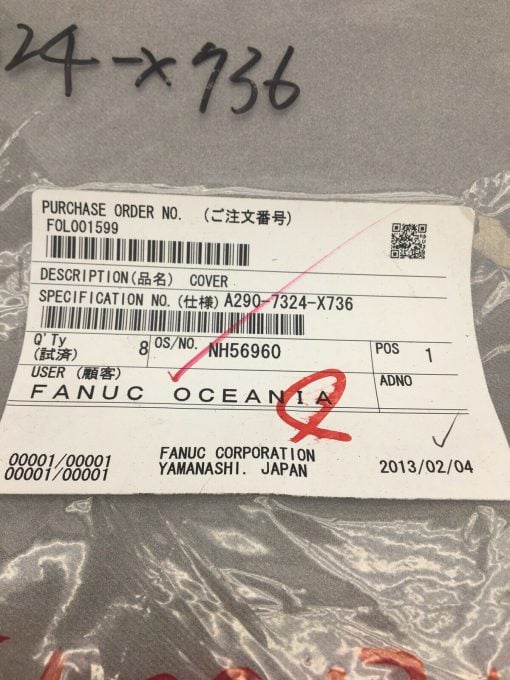 24-X736
PURCHASE ORDER NO. (ご注文番号)
FOL001599
DESCRIPTION(品名) COVER
SPECIFICATION NO.(仕様) A290-7324-X736
Q'Ty 8 OS/NO. NH56960 POS 1
(試済)
USER (顧客) ADNO
FANUC OCEANIA
00001/00001 FANUC CORPORATION
00001/00001 YAMANASHI. JAPAN 2013/02/04